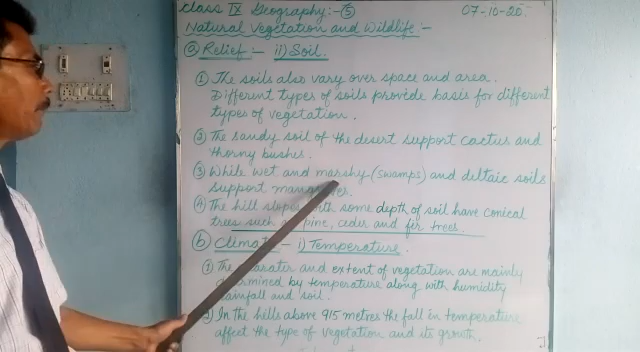 Class IX Geography:- (5) 07-10-20
Natural Vegetation and Wildlife:-
(a) Relief:- ii) Soil.
(1) The soils also vary over space and area.
Different types of soils provide basis for different
types of vegetation.
(2) The sandy soil of the desert support cactus and
thorny bushes.
(3) While wet and marshy (swamps) and deltaic soils
support
(4) The hill slopes with some depth of soil have conical
trees such pine, ceder and fir trees.
(b) Climate:- i) Temperature.
(1) The and extent of vegetation are mainly
determined by temperature along with humidity
rainfall and soil.
In the hills above 915 metres the fall in temperature
affect the type of vegetation and its growth.